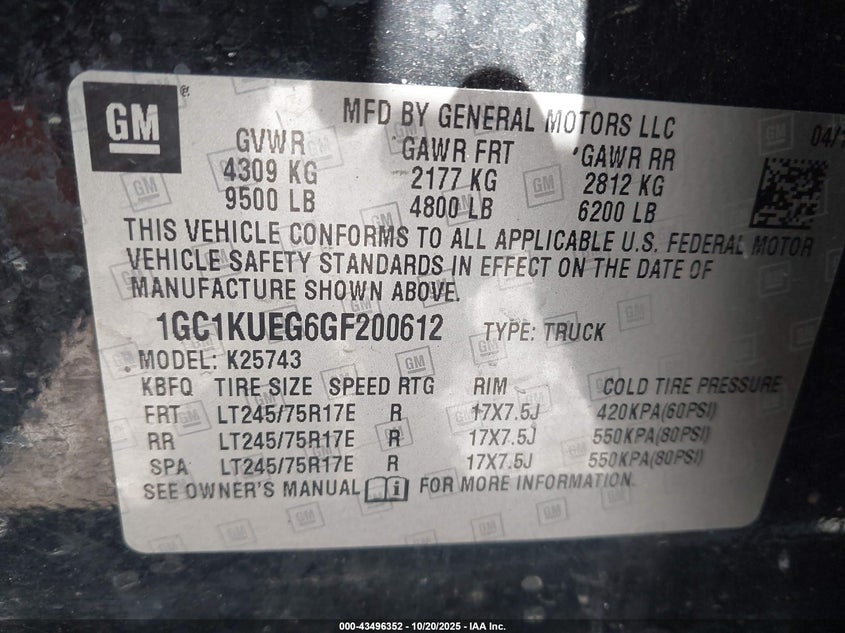 GM
MFD BY GENERAL MOTORS LLC
GVWR GAWR FRT GAWR RR 04/
4309 KG 2177 KG 2812 KG
9500 LB 4800 LB 6200 LB
THIS VEHICLE CONFORMS TO ALL APPLICABLE U.S. FEDERAL MOTOR
VEHICLE SAFETY STANDARDS IN EFFECT ON THE DATE OF
MANUFACTURE SHOWN ABOVE.
1GC1KUEG6GF200612 TYPE: TRUCK
MODEL: K25743
KBFQ TIRE SIZE SPEED RTG RIM COLD TIRE PRESSURE
FRT LT245/75R17E R 17X7.5J 420KPA(60PSI)
RR LT245/75R17E R 17X7.5J 550KPA(80PSI)
SPA LT245/75R17E R 17X7.5J 550KPA(80PSI)
SEE OWNER'S MANUAL FOR MORE INFORMATION.
000-43496352 - 10/20/2025 - IAA Inc.